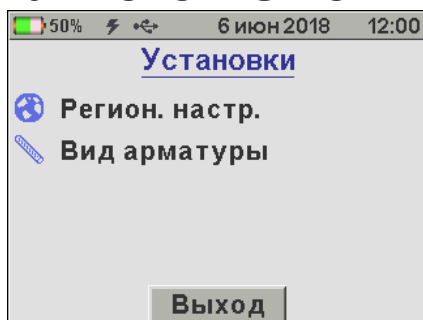 50% 6 июн 2018 12:00
Установки
Регион. настр.
Вид арматуры
Выход